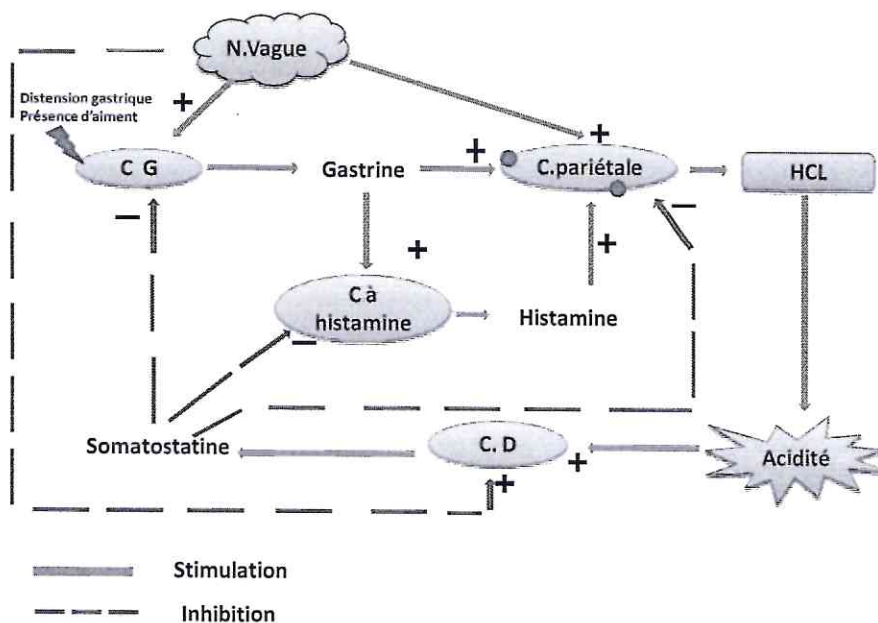 N.Vague
Distension gastrique
Présence d'aiment
+
+
C G
Gastrine
+
C.pariétale
HCL
−
−
+
+
C à
histamine
Histamine
−
Somatostatine
C. D
+
Acidité
+
Stimulation
Inhibition